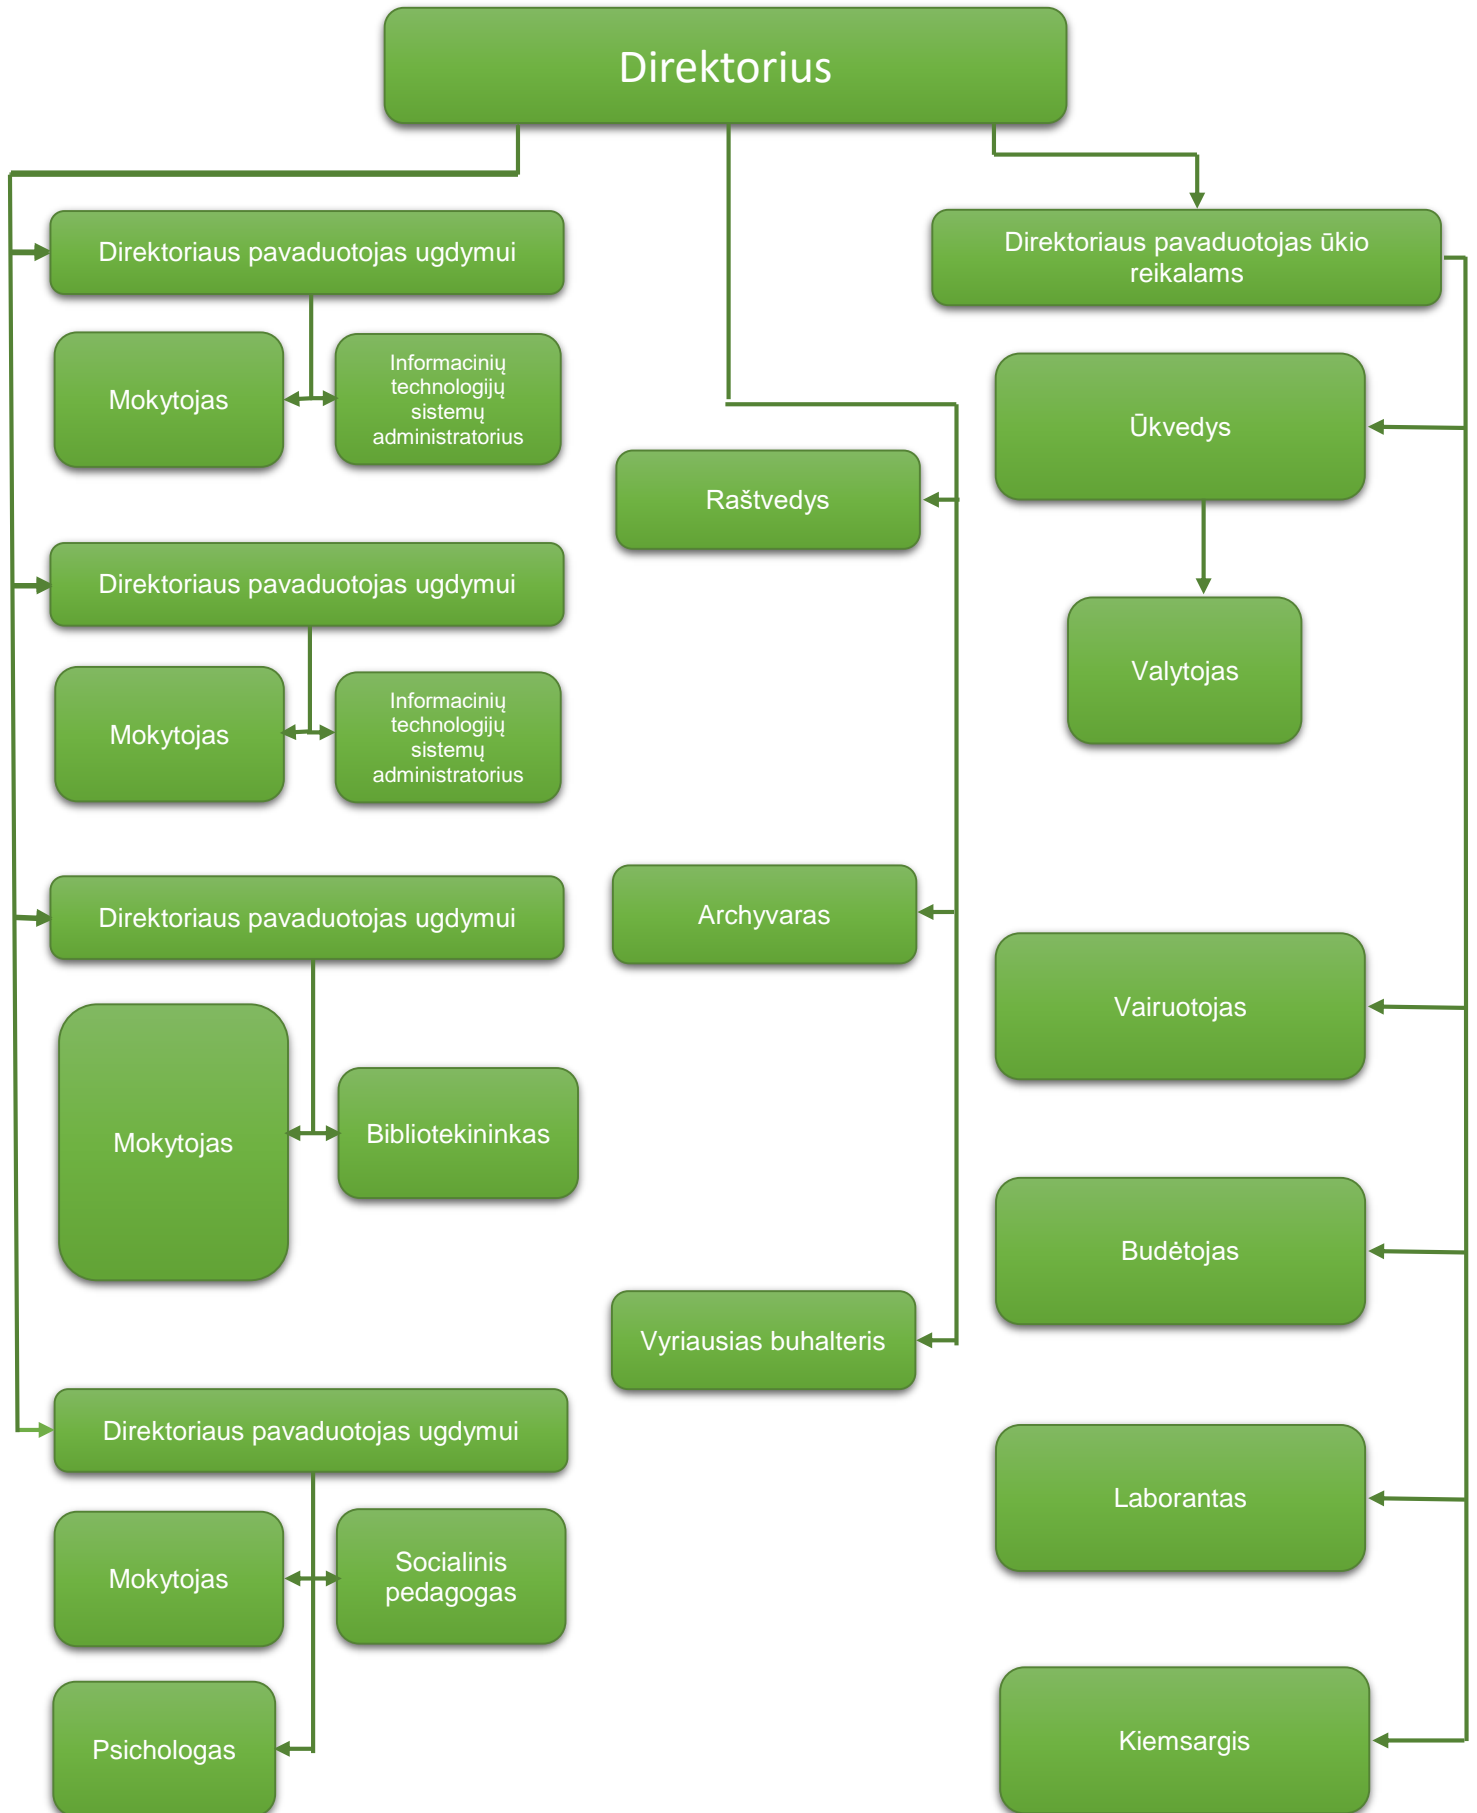 Direktorius
Direktoriaus pavaduotojas ugdymui
Mokytojas
Informacinių
technologijų
sistemų
administratorius
Direktoriaus pavaduotojas ugdymui
Mokytojas
Informacinių
technologijų
sistemų
administratorius
Direktoriaus pavaduotojas ugdymui
Mokytojas
Bibliotekininkas
Direktoriaus pavaduotojas ugdymui
Mokytojas
Socialinis
pedagogas
Psichologas
Raštvedys
Archyvaras
Vyriausias buhalteris
Direktoriaus pavaduotojas ūkio
reikalams
Ūkvedys
Valytojas
Vairuotojas
Budėtojas
Laborantas
Kiemsargis